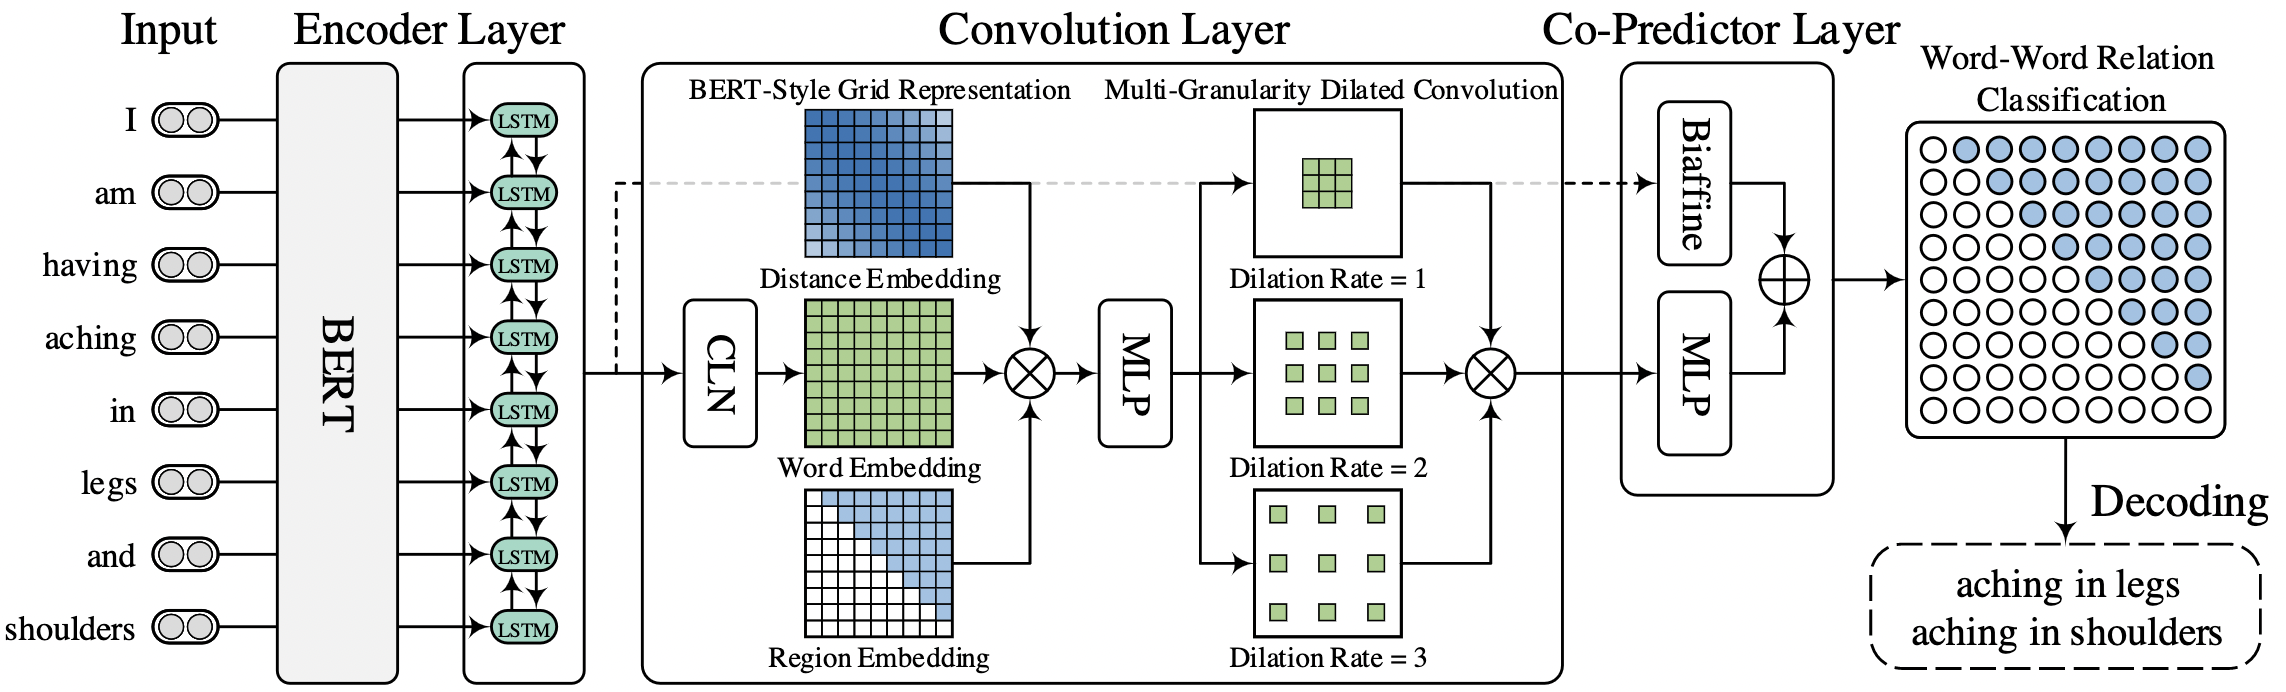 Input
Encoder Layer
Convolution Layer
Co-Predictor Layer
I
am
having
aching
in
legs
and
shoulders
BERT
LSTM
LSTM
LSTM
LSTM
LSTM
LSTM
LSTM
LSTM
BERT-Style Grid Representation
CLN
Distance Embedding
Word Embedding
Region Embedding
MLP
Multi-Granularity Dilated Convolution
Dilation Rate = 1
Dilation Rate = 2
Dilation Rate = 3
Biaffine
MLP
Word-Word Relation
Classification
Decoding
aching in legs
aching in shoulders